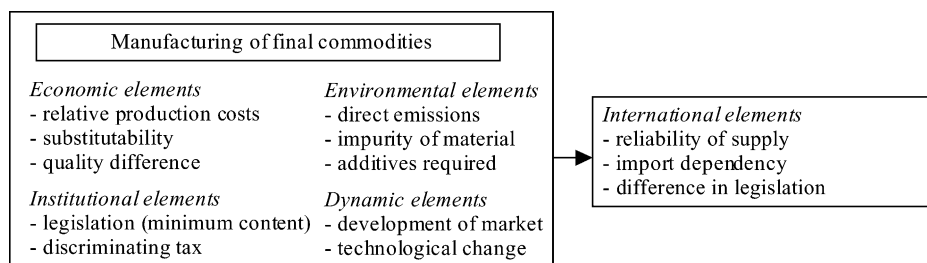 Manufacturing of final commodities
Economic elements
- relative production costs
- substitutability
- quality difference
Environmental elements
- direct emissions
- impurity of material
- additives required
Institutional elements
- legislation (minimum content)
- discriminating tax
Dynamic elements
- development of market
- technological change
International elements
- reliability of supply
- import dependency
- difference in legislation